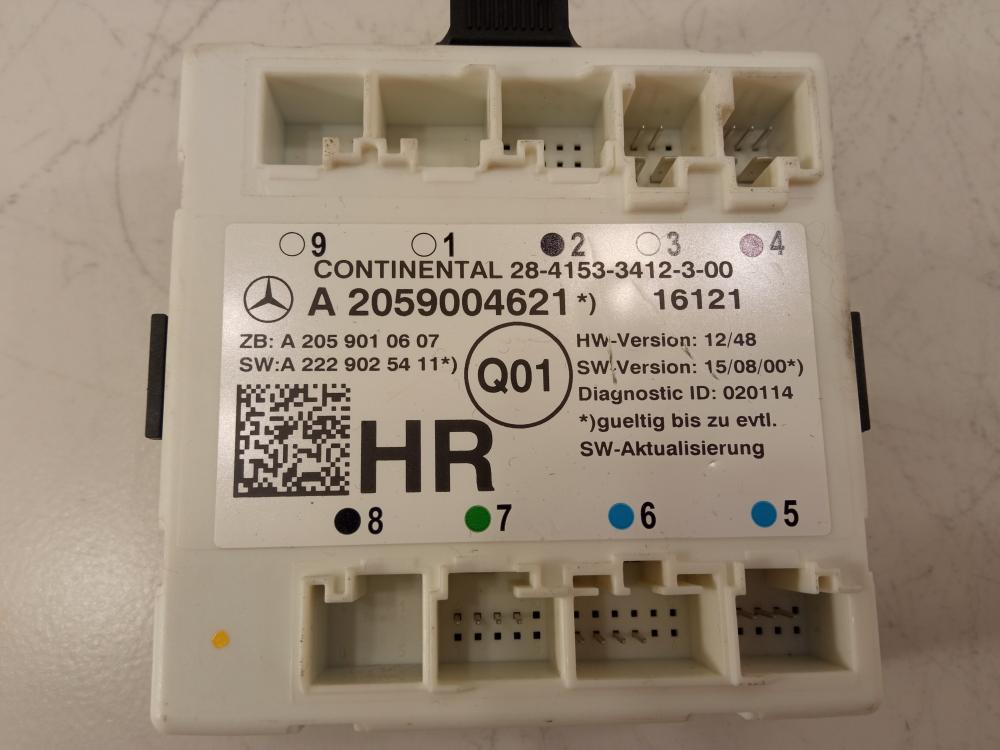 9 1 2 3 4
CONTINENTAL 28-4153-3412-3-00
A 2059004621*) 16121
ZB: A 205 901 06 07
SW:A 222 902 54 11*)
Q01
HW-Version: 12/48
SW-Version: 15/08/00*)
Diagnostic ID: 020114
*)gueltig bis zu evtl.
SW-Aktualisierung
HR
8 7 6 5